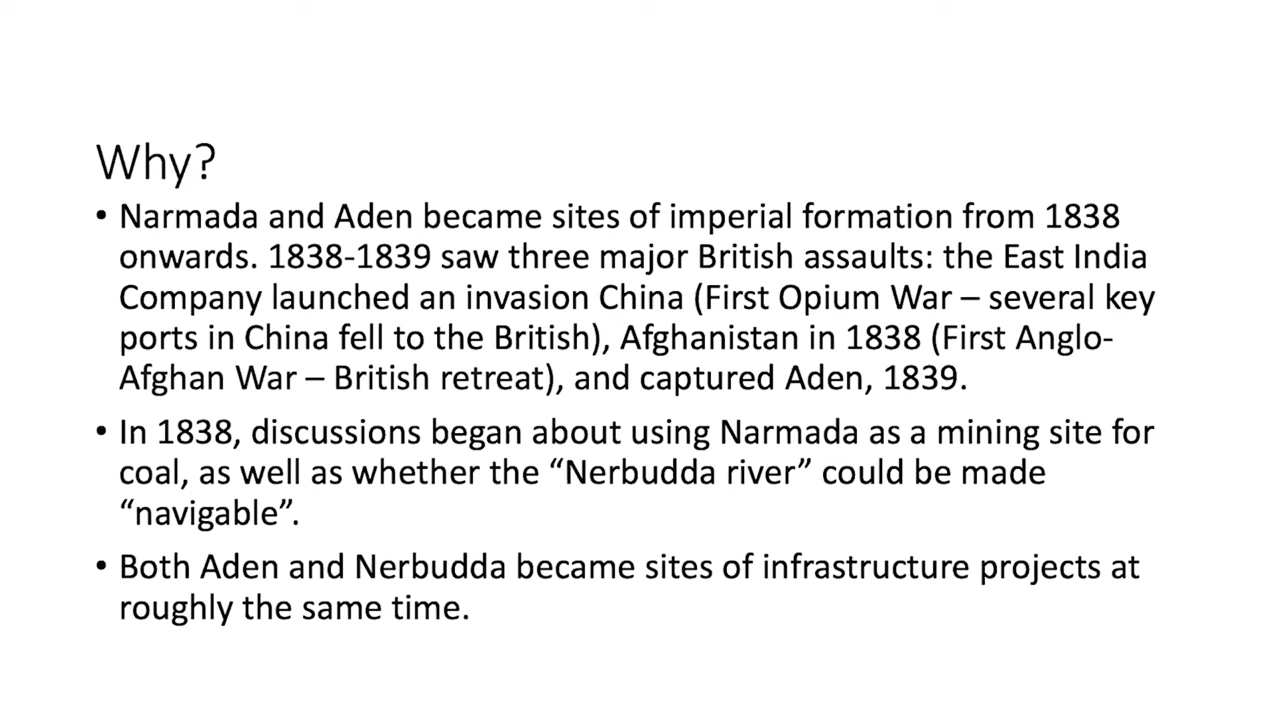 Why?
• Narmada and Aden became sites of imperial formation from 1838
onwards. 1838-1839 saw three major British assaults: the East India
Company launched an invasion China (First Opium War – several key
ports in China fell to the British), Afghanistan in 1838 (First Anglo-
Afghan War – British retreat), and captured Aden, 1839.
• In 1838, discussions began about using Narmada as a mining site for
coal, as well as whether the “Nerbudda river” could be made
“navigable”.
• Both Aden and Nerbudda became sites of infrastructure projects at
roughly the same time.